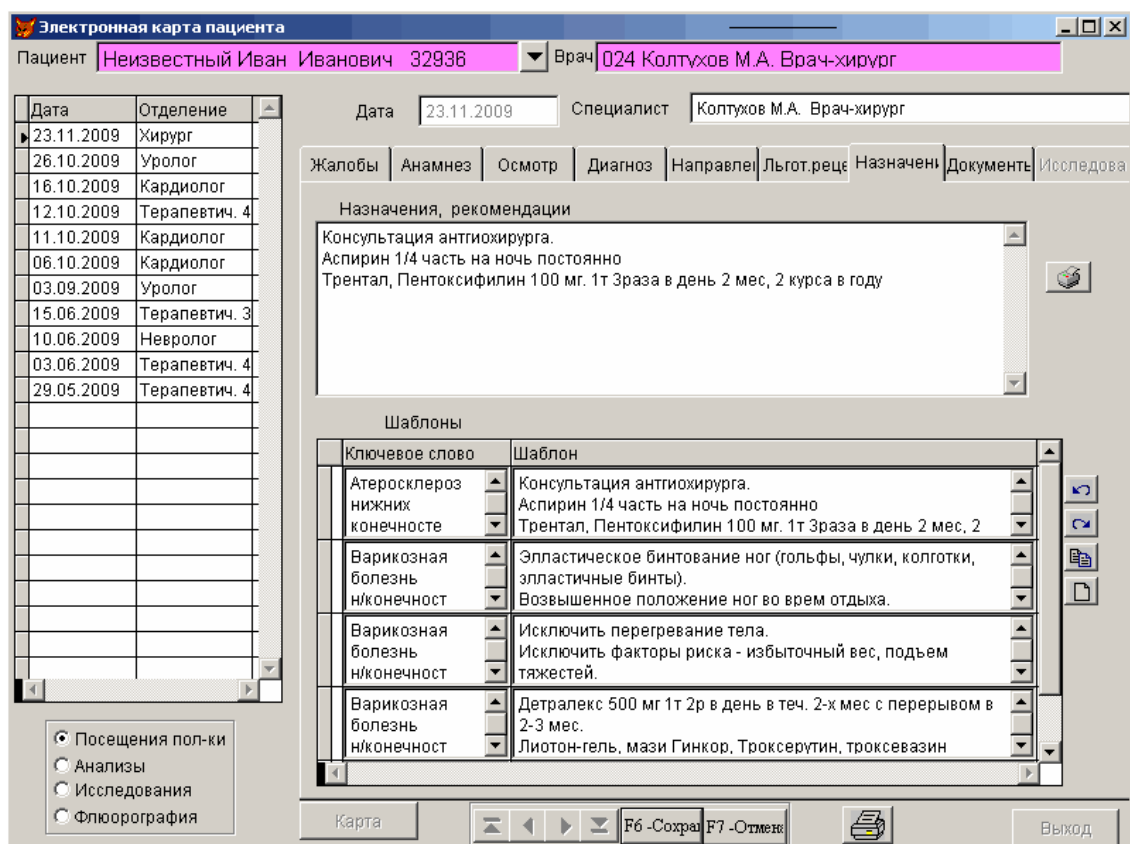 Электронная карта пациента
Пациент Неизвестный Иван Иванович 32936 Врач 024 Колтухов М.А. Врач-хирург
Дата 23.11.2009 Специалист Колтухов М.А. Врач-хирург
Дата Отделение
23.11.2009 Хирург
26.10.2009 Уролог
16.10.2009 Кардиолог
12.10.2009 Терапевтич. 4
11.10.2009 Кардиолог
06.10.2009 Кардиолог
03.09.2009 Уролог
15.06.2009 Терапевтич. 3
10.06.2009 Невролог
03.06.2009 Терапевтич. 4
29.05.2009 Терапевтич. 4
Посещения пол-ки
Анализы
Исследования
Флюорография
Жалобы Анамнез Осмотр Диагноз Направлен Льгот.реце Назначен Документь Исследова
Назначения, рекомендации
Консультация антгиохирурга.
Аспирин 1/4 часть на ночь постоянно
Трентал, Пентоксифилин 100 мг. 1т 3раза в день 2 мес, 2 курса в году
Шаблоны
Ключевое слово Шаблон
Атеросклероз
нижних
конечносте
Консультация антгиохирурга.
Аспирин 1/4 часть на ночь постоянно
Трентал, Пентоксифилин 100 мг. 1т 3раза в день 2 мес, 2
Варикозная
болезнь
н/конечност
Элластическое бинтование ног (гольфы, чулки, колготки,
элластичные бинты).
Возвышенное положение ног во врем отдыха.
Варикозная
болезнь
н/конечност
Исключить перегревание тела.
Исключить факторы риска - избыточный вес, подъем
тяжестей.
Варикозная
болезнь
н/конечност
Детралекс 500 мг 1т 2р в день в теч. 2-х мес с перерывом в
2-3 мес.
Лиотон-гель, мази Гинкор, Троксерутин, троксевазин
Карта F6 -Сохран F7 -Отмена Выход